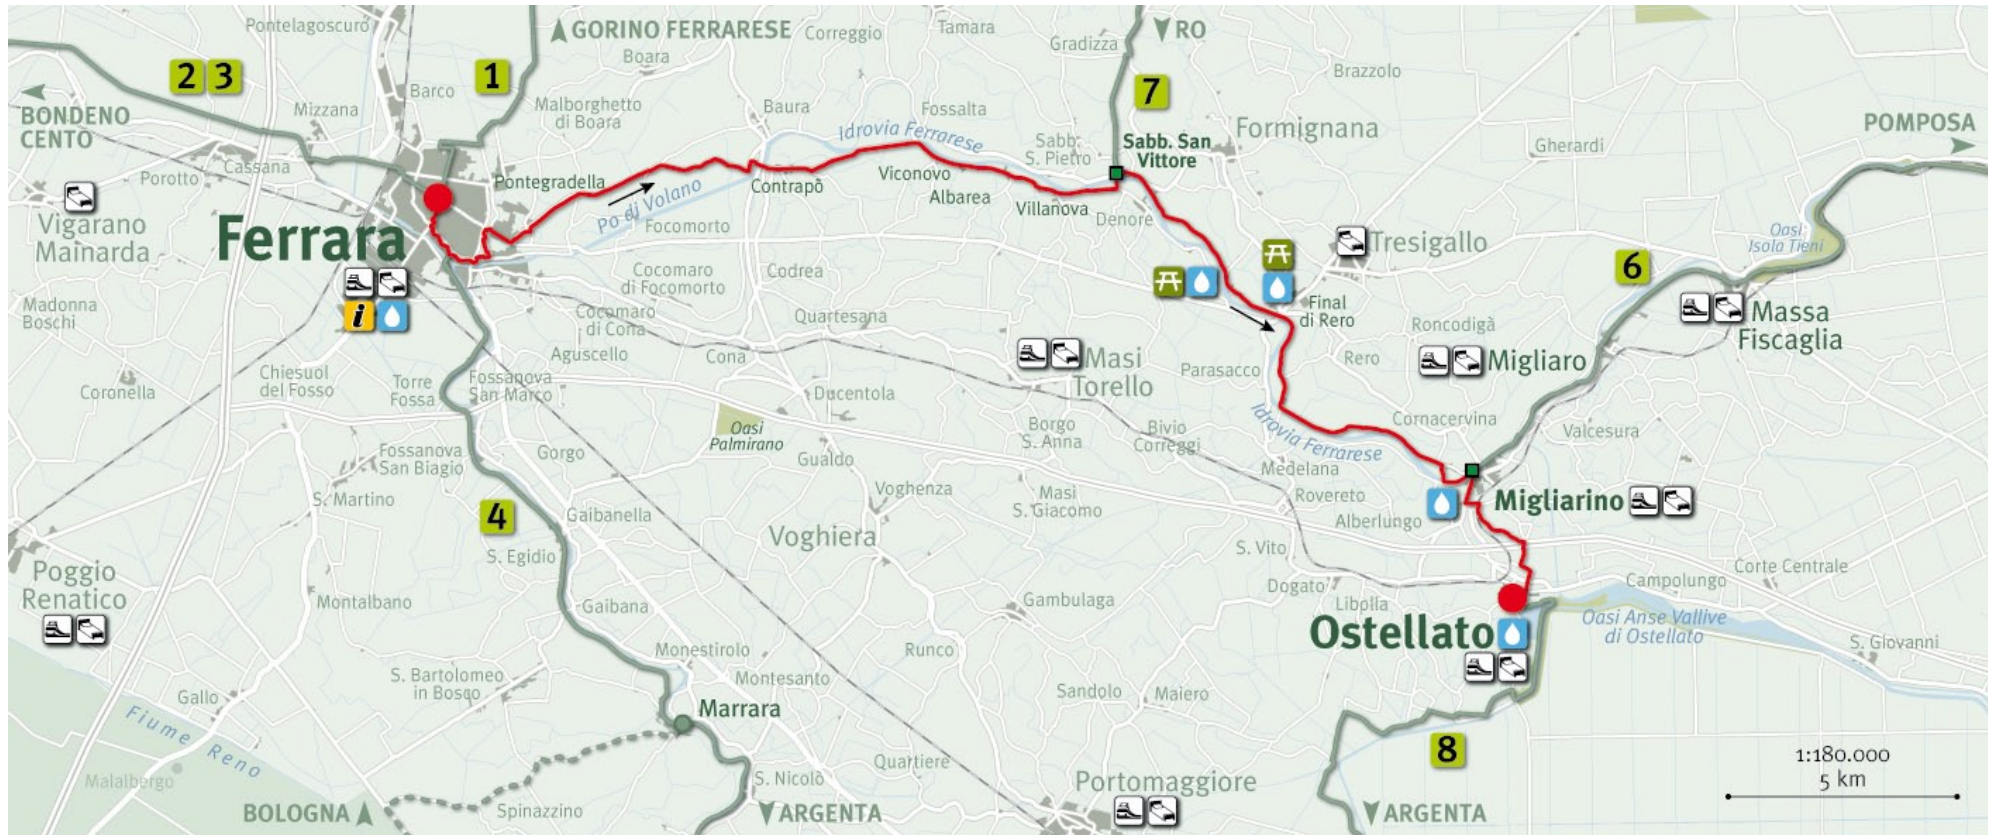 Pontelagoscuro
GORINO FERRARESE
Correggio
Tamara
RO
Gradizza
Boara
2 3
1
7
Brazzolo
Barco
BONDENO
CENTO
Mizzana
Malborghetto
di Boara
Baura
Fossalta
Idrovia Ferrarese
Sabb.
S. Pietro
Sabb. San
Vittore
Formignana
Gherardi
POMPOSA
Cassana
Porotto
Pontegradella
Contrapò
Viconovo
Albarea
Villanova
Denore
Po di Volano
Vigarano
Mainarda
Ferrara
Focomorto
Tresigallo
Oasi
Isola Tieni
6
Cocomaro
di Focomorto
Codrea
Madonna
Boschi
i
Cocomaro
di Cona
Quartesana
Final
di Rero
Roncodigà
Massa
Fiscaglia
Aguscello
Cona
Masi
Torello
Parasacco
Rero
Migliaro
Coronella
Chiesuol
del Fosso
Torre
Fossa
Fossanova
San Marco
Ducentola
Oasi
Palmirano
Borgo
S. Anna
Bivio
Correggi
Idrovia Ferrarese
Cornacervina
Valcesura
Fossanova
San Biagio
Gorgo
Gualdo
Medelana
S. Martino
Voghenza
Masi
S. Giacomo
Rovereto
Alberlungo
Migliarino
4
Gaibanella
Voghiera
S. Egidio
S. Vito
Poggio
Renatico
Montalbano
Gaibana
Gambulaga
Dogato
Libolla
Campolungo
Corte Centrale
Ostellato
Oasi Anse Vallive
di Ostellato
S. Giovanni
Monestirolo
Runco
S. Bartolomeo
in Bosco
Montesanto
Gallo
Sandolo
Maiero
Marrara
Fiume Reno
8
1:180.000
5 km
Malalbergo
S. Nicolò
Quartiere
Portomaggiore
BOLOGNA
Spinazzino
ARGENTA
ARGENTA